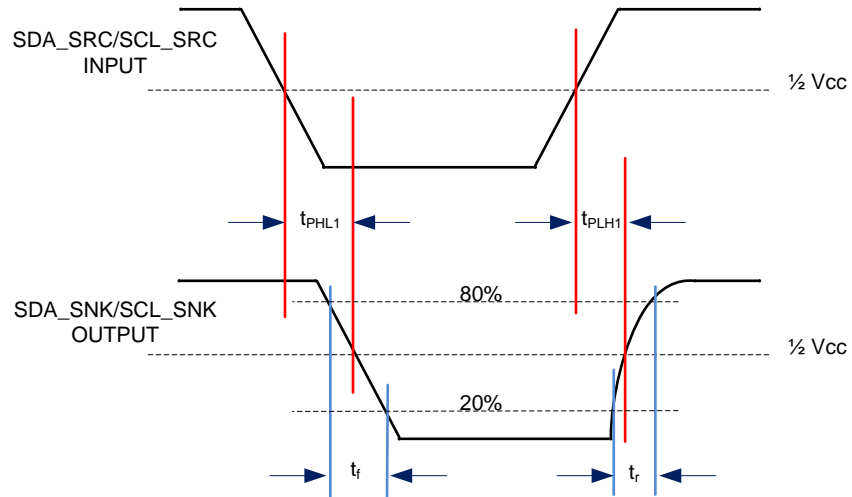 SDA_SRC/SCL_SRC
INPUT
½ Vcc
tPHL1
tPLH1
80%
SDA_SNK/SCL_SNK
OUTPUT
½ Vcc
20%
tf
tr